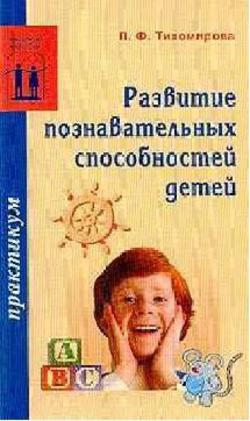 Л. Ф. Тихомирова
Развитие
познавательных
способностей
детей
практикум
A
B C